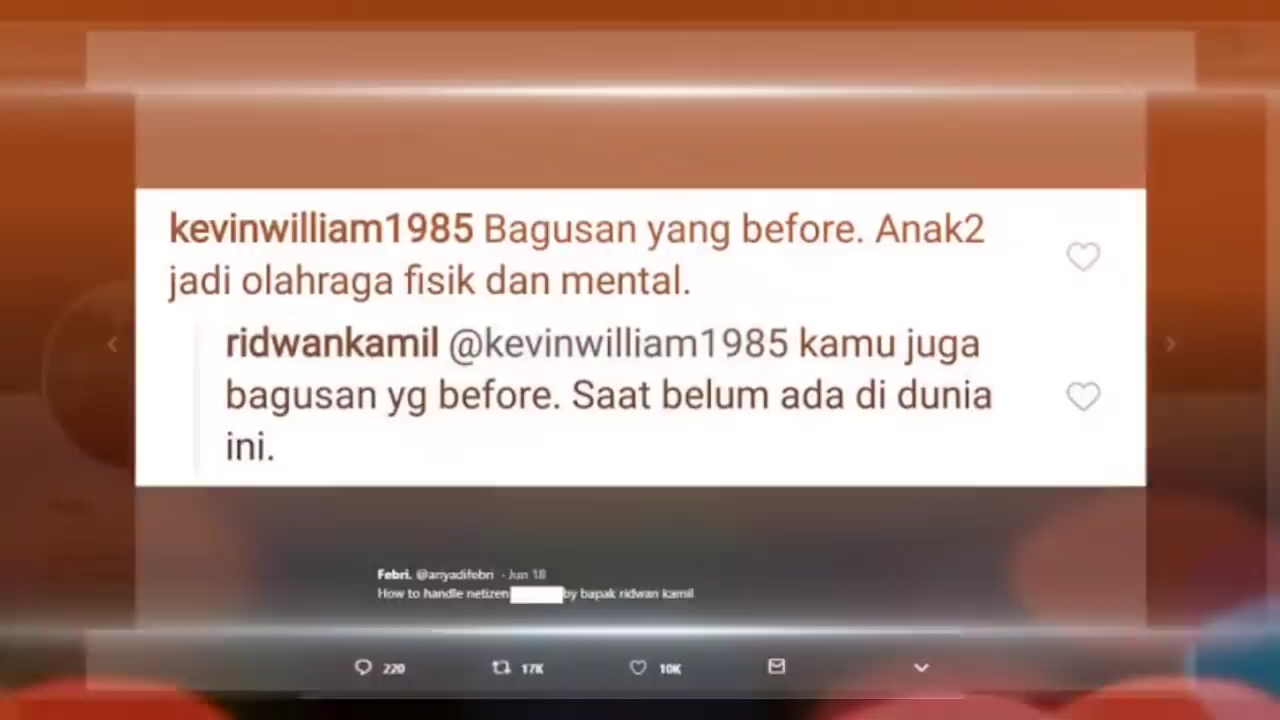 kevinwilliam1985 Bagusan yang before. Anak2
jadi olahraga fisik dan mental.
ridwankamil @kevinwilliam1985 kamu juga
bagusan yg before. Saat belum ada di dunia
ini.
Febri. @anyadifebri · Jun 18
How to handle netizen by bapak ridwan kamil
220 17K 10K